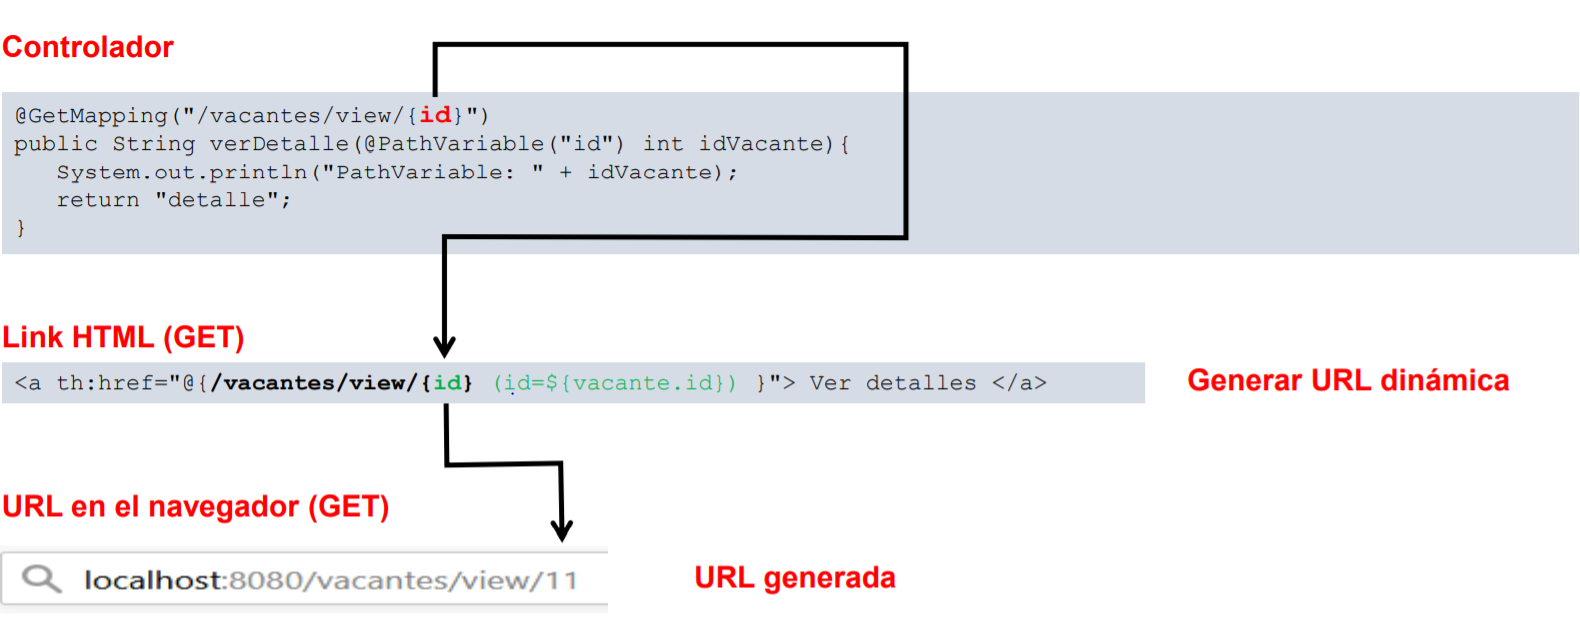 Controlador
@GetMapping("/vacantes/view/{id}")
public String verDetalle(@PathVariable("id") int idVacante){
System.out.println("PathVariable: " + idVacante);
return "detalle";
}
Link HTML (GET)
<a th:href="@{/vacantes/view/{id} (id=${vacante.id}) }"> Ver detalles </a>
Generar URL dinámica
URL en el navegador (GET)
localhost:8080/vacantes/view/11
URL generada